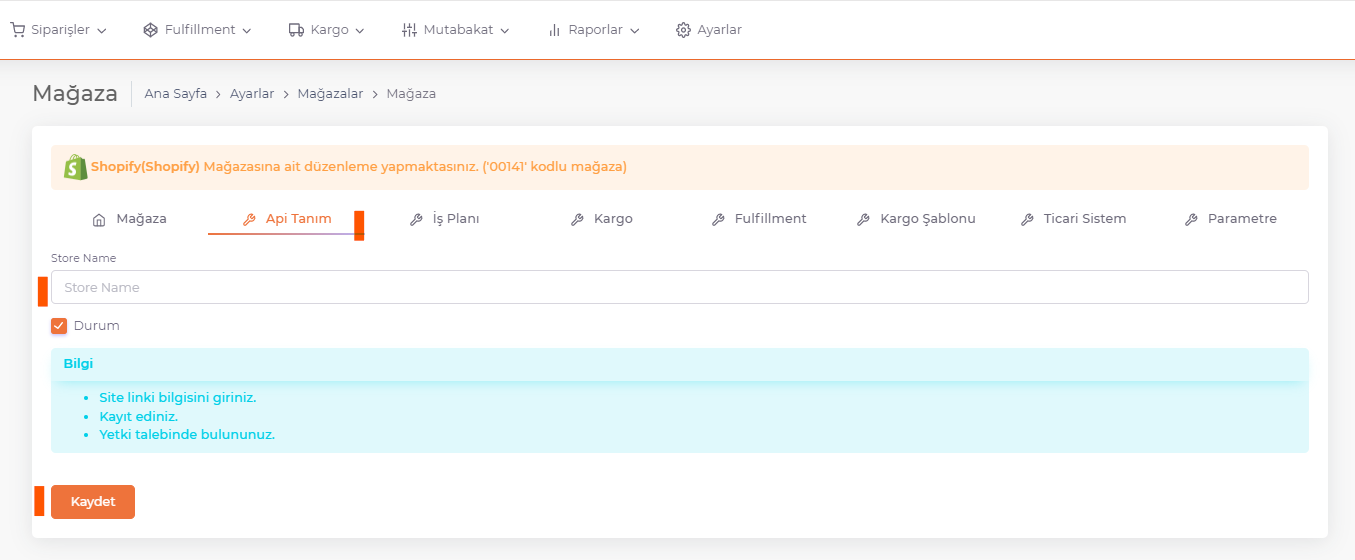 Siparişler Fulfillment Kargo Mutabakat Raporlar Ayarlar
Mağaza Ana Sayfa > Ayarlar > Mağazalar > Mağaza
Shopify(Shopify) Mağazasına ait düzenleme yapmaktasınız. ('00141' kodlu mağaza)
Mağaza Api Tanım İş Planı Kargo Fulfillment Kargo Şablonu Ticari Sistem Parametre
Store Name
Store Name
Durum
Bilgi
• Site linki bilgisini giriniz.
• Kayıt ediniz.
• Yetki talebinde bulununuz.
Kaydet